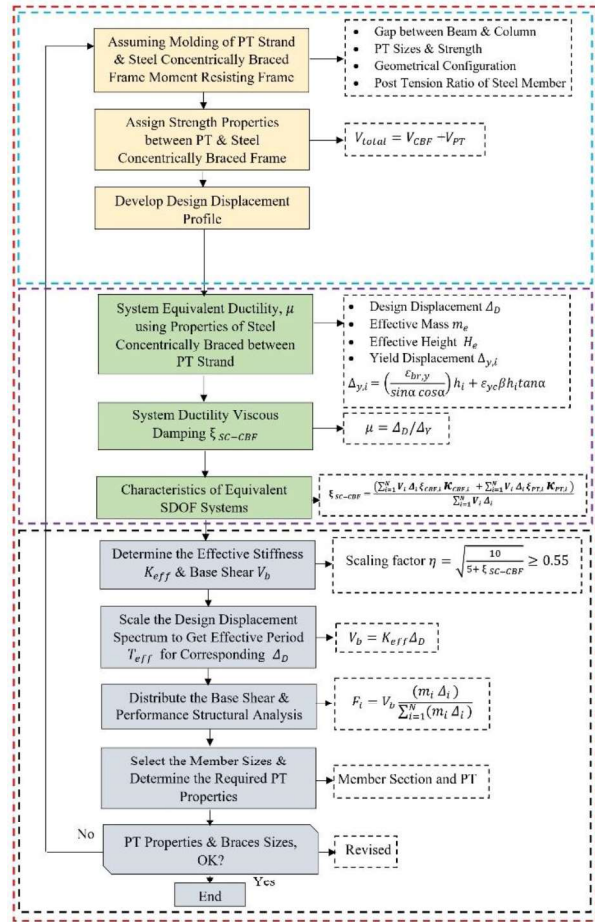 Assuming Molding of PT Strand
& Steel Concentrically Braced
Frame Moment Resisting Frame
• Gap between Beam & Column
• PT Sizes & Strength
• Geometrical Configuration
• Post Tension Ratio of Steel Member
Assign Strength Properties
between PT & Steel
Concentrically Braced Frame
V_total = V_CBF − V_PT
Develop Design Displacement
Profile
System Equivalent Ductility, μ
using Properties of Steel
Concentrically Braced between
PT Strand
• Design Displacement Δ_D
• Effective Mass m_e
• Effective Height H_e
• Yield Displacement Δ_y,i
Δ_y,i = (ε_br,y / sinα cosα) h_i + ε_yc β h_i tanα
System Ductility Viscous
Damping ξ_SC−CBF
μ = Δ_D/Δ_Y
Characteristics of Equivalent
SDOF Systems
ξ_SC−CBF = (∑_{i=1}^N V_i Δ_i ξ_CBF,i K_CBF,i + ∑_{i=1}^N V_i Δ_i ξ_PT,i K_PT,i) / ∑_{i=1}^N V_i Δ_i
Determine the Effective Stiffness
K_eff & Base Shear V_b
Scaling factor η = √(10 / 5+ ξ_SC−CBF) ≥ 0.55
Scale the Design Displacement
Spectrum to Get Effective Period
T_eff for Corresponding Δ_D
V_b = K_eff Δ_D
Distribute the Base Shear &
Performance Structural Analysis
F_i − V_b (m_i Δ_i) / ∑_{i=1}^N (m_i Δ_i)
Select the Member Sizes &
Determine the Required PT
Properties
Member Section and PT
No
PT Properties & Braces Sizes,
OK?
Revised
Yes
End